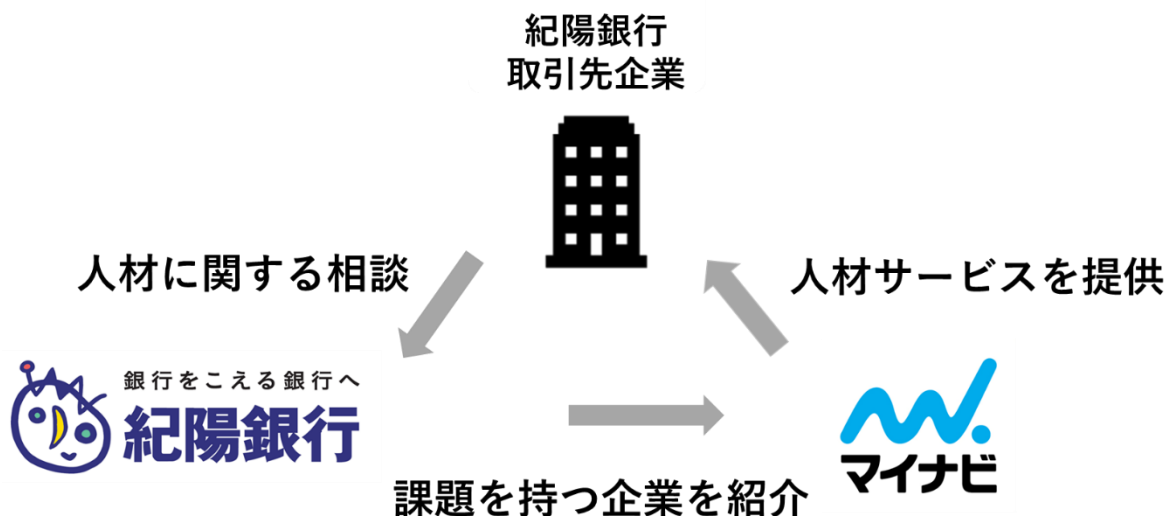 紀陽銀行
取引先企業
人材に関する相談
人材サービスを提供
銀行をこえる銀行へ
紀陽銀行
マイナビ
課題を持つ企業を紹介